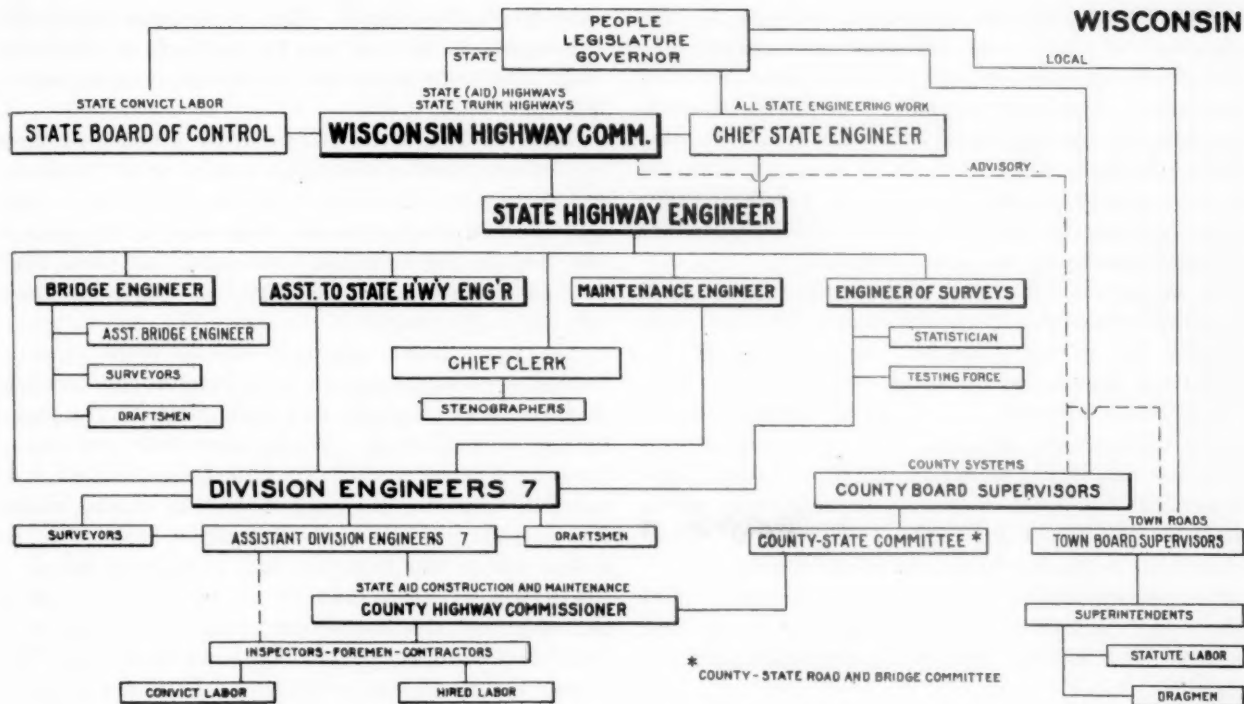 WISCONSIN
PEOPLE
LEGISLATURE
GOVERNOR
STATE
LOCAL
STATE CONVICT LABOR
STATE (AID) HIGHWAYS
STATE TRUNK HIGHWAYS
ALL STATE ENGINEERING WORK
STATE BOARD OF CONTROL
WISCONSIN HIGHWAY COMM.
CHIEF STATE ENGINEER
ADVISORY
STATE HIGHWAY ENGINEER
BRIDGE ENGINEER
ASST. TO STATE H'W'Y ENG'R
MAINTENANCE ENGINEER
ENGINEER OF SURVEYS
ASST. BRIDGE ENGINEER
STATISTICIAN
CHIEF CLERK
SURVEYORS
TESTING FORCE
STENOGRAPHERS
DRAFTSMEN
COUNTY SYSTEMS
DIVISION ENGINEERS 7
COUNTY BOARD SUPERVISORS
TOWN ROADS
SURVEYORS
ASSISTANT DIVISION ENGINEERS 7
DRAFTSMEN
COUNTY-STATE COMMITTEE *
TOWN BOARD SUPERVISORS
STATE AID CONSTRUCTION AND MAINTENANCE
COUNTY HIGHWAY COMMISSIONER
SUPERINTENDENTS
INSPECTORS-FOREMEN-CONTRACTORS
STATUTE LABOR
* COUNTY - STATE ROAD AND BRIDGE COMMITTEE
CONVICT LABOR
HIRED LABOR
DRAGMEN